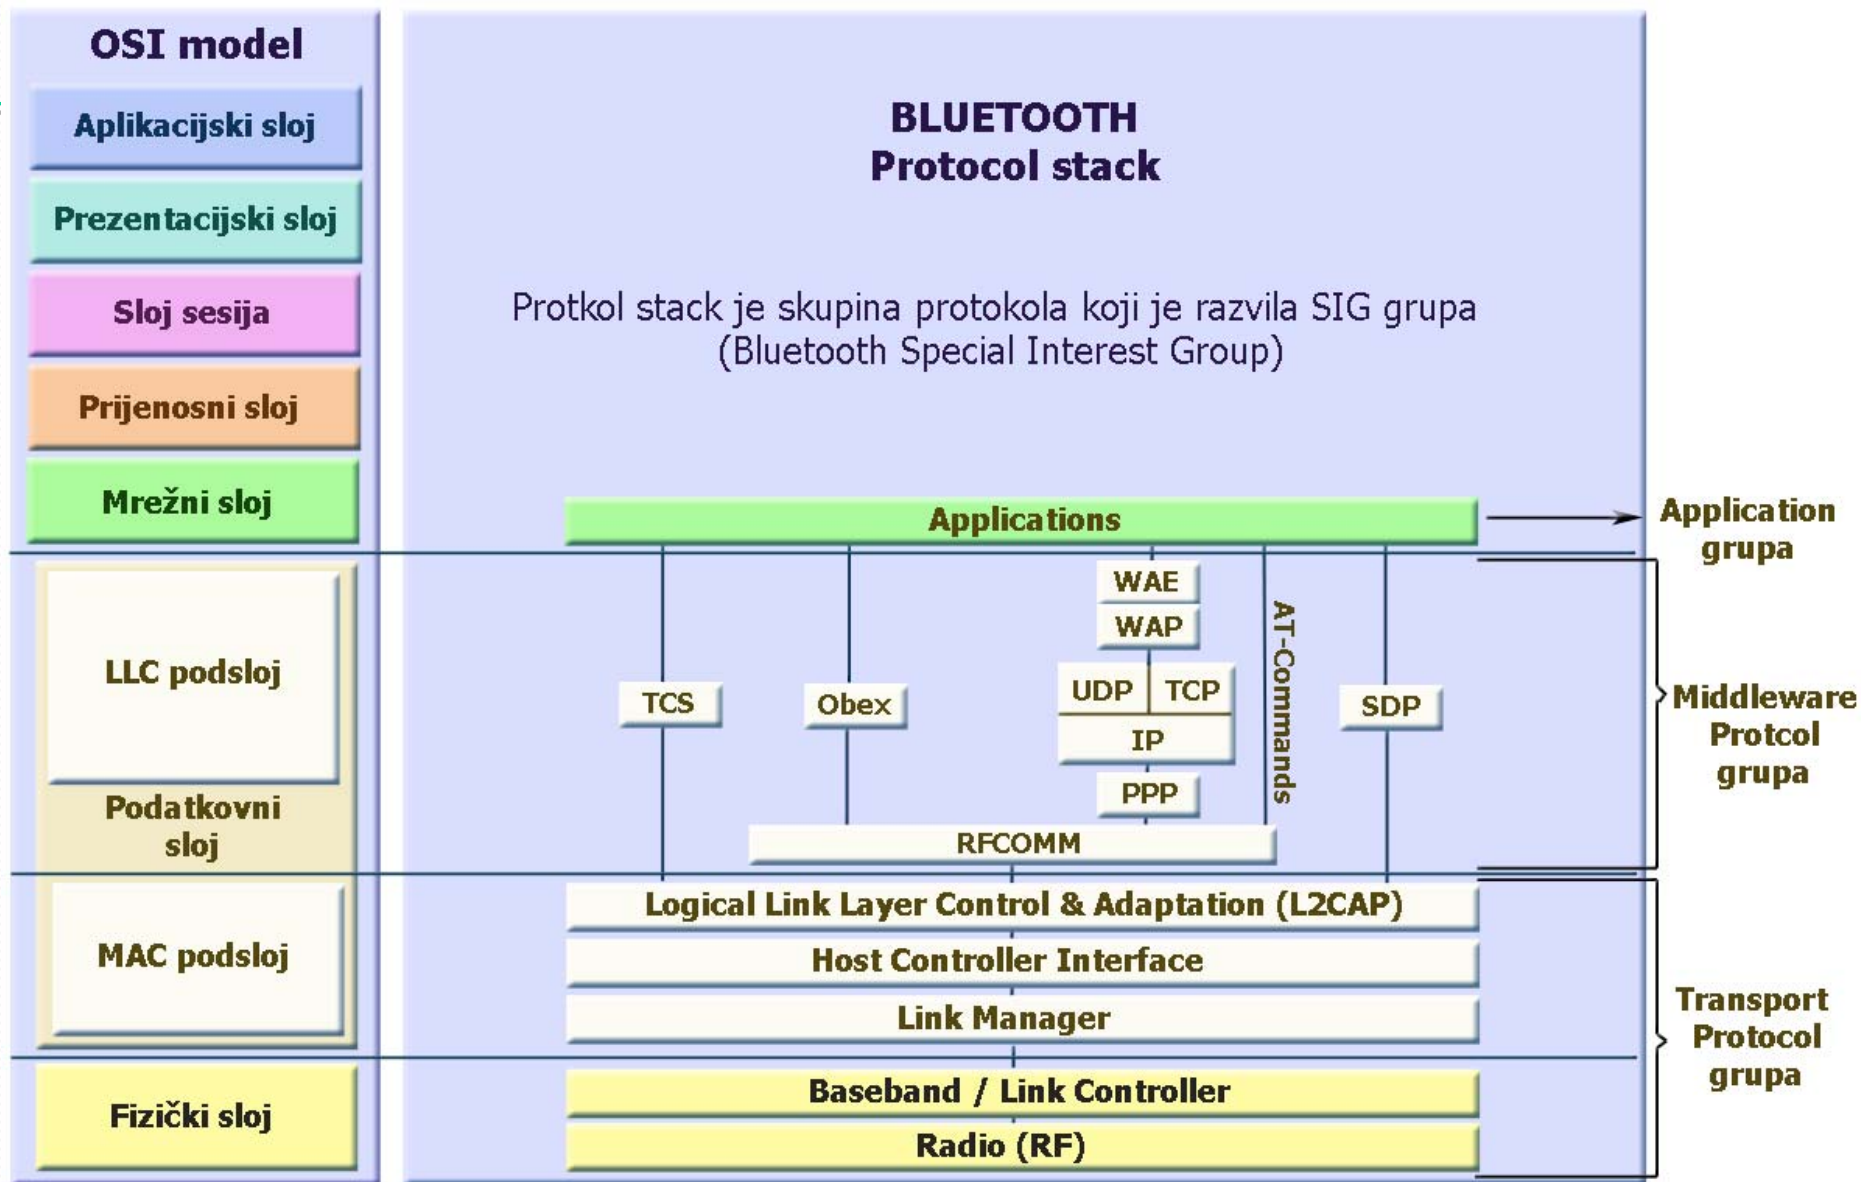 OSI model
Aplikacijski sloj
Prezentacijski sloj
Sloj sesija
Prijenosni sloj
Mrežni sloj
LLC podsloj
Podatkovni
sloj
MAC podsloj
Fizički sloj
BLUETOOTH
Protocol stack
Protkol stack je skupina protokola koji je razvila SIG grupa
(Bluetooth Special Interest Group)
Applications
WAE
WAP
UDP TCP
IP
PPP
TCS
Obex
AT-Commands
SDP
RFCOMM
Logical Link Layer Control & Adaptation (L2CAP)
Host Controller Interface
Link Manager
Baseband / Link Controller
Radio (RF)
Application
grupa
Middleware
Protcol
grupa
Transport
Protocol
grupa